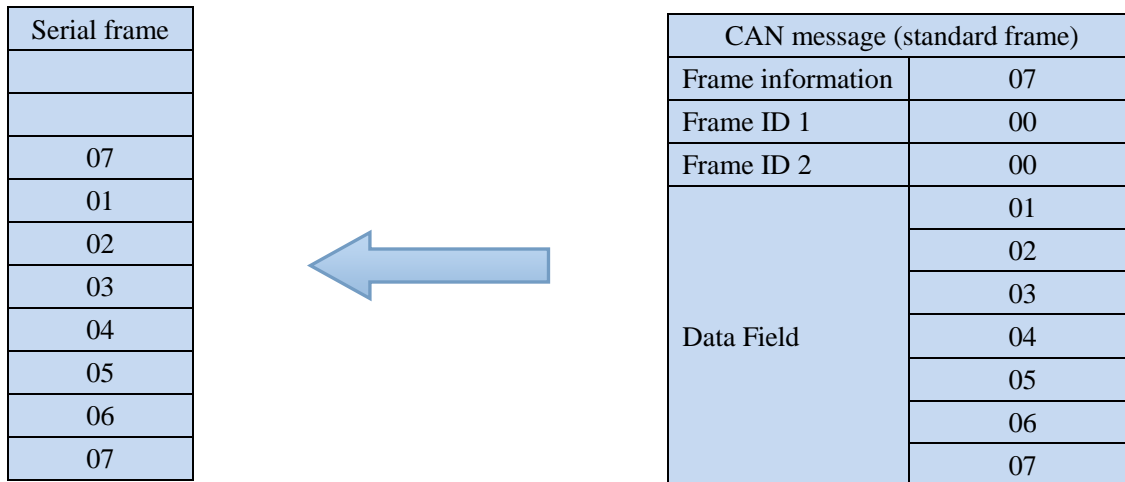 Serial frame
07
01
02
03
04
05
06
07
CAN message (standard frame)
Frame information 07
Frame ID 1 00
Frame ID 2 00
Data Field
01
02
03
04
05
06
07